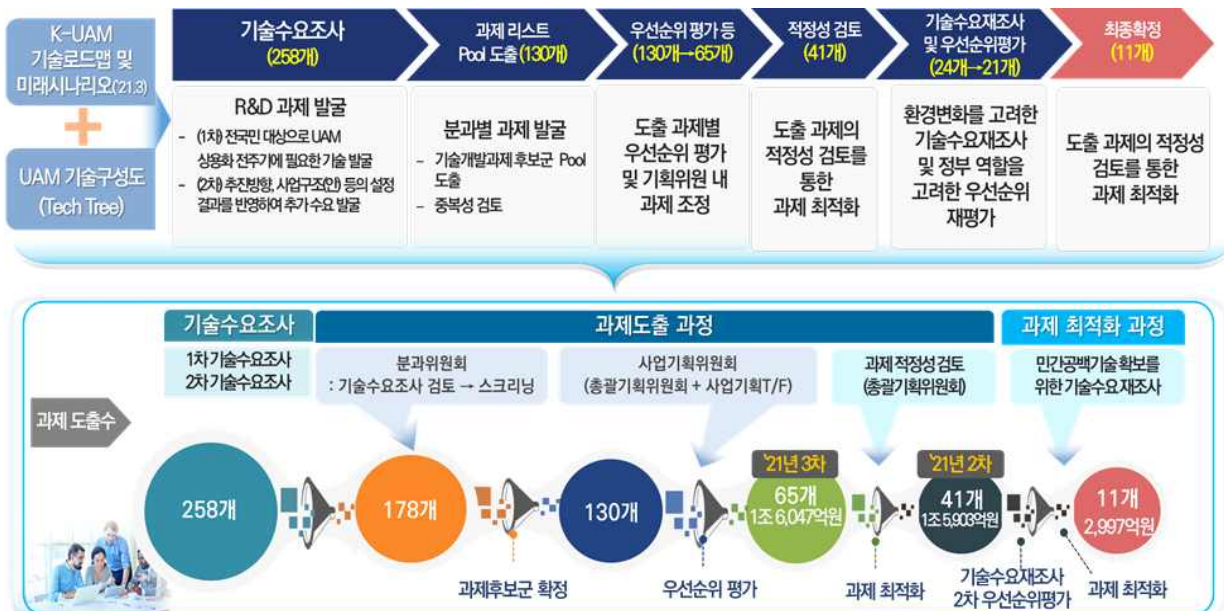 K-UAM
기술로드맵 및
미래시나리오('21.3)
UAM 기술구성도
(Tech Tree)
기술수요조사
(258개)
R&D 과제 발굴
- (1차) 전국민 대상으로 UAM
상용화 전주기에 필요한 기술 발굴
- (2차) 추진방향, 사업구조(안) 등의 설정
결과를 반영하여 추가 수요 발굴
과제 리스트
Pool 도출 (130개)
분과별 과제 발굴
- 기술개발과제 후보군 Pool
도출
- 중복성 검토
우선순위 평가 등
(130개→65개)
도출 과제별
우선순위 평가
및 기획위원 내
과제 조정
적정성 검토
(41개)
도출 과제의
적정성 검토를
통한
과제 최적화
기술수요재조사
및 우선순위평가
(24개→21개)
환경변화를 고려한
기술수요재조사
및 정부 역할을
고려한 우선순위
재평가
최종확정
(11개)
도출 과제의 적정성
검토를 통한
과제 최적화
기술수요조사
과제도출 과정
과제 최적화 과정
1차 기술수요조사
2차 기술수요조사
분과위원회
: 기술수요조사 검토 → 스크리닝
사업기획위원회
(총괄기획위원회 + 사업기획T/F)
과제 적정성 검토
(총괄기획위원회)
민간공백기술 확보를
위한 기술수요 재조사
과제 도출수
258개
178개
130개
'21년 3차
65개
1조 6,047억원
'21년 2차
41개
1조 5,903억원
11개
2,997억원
과제후보군 확정
우선순위 평가
과제 최적화
기술수요재조사
2차 우선순위평가
과제 최적화